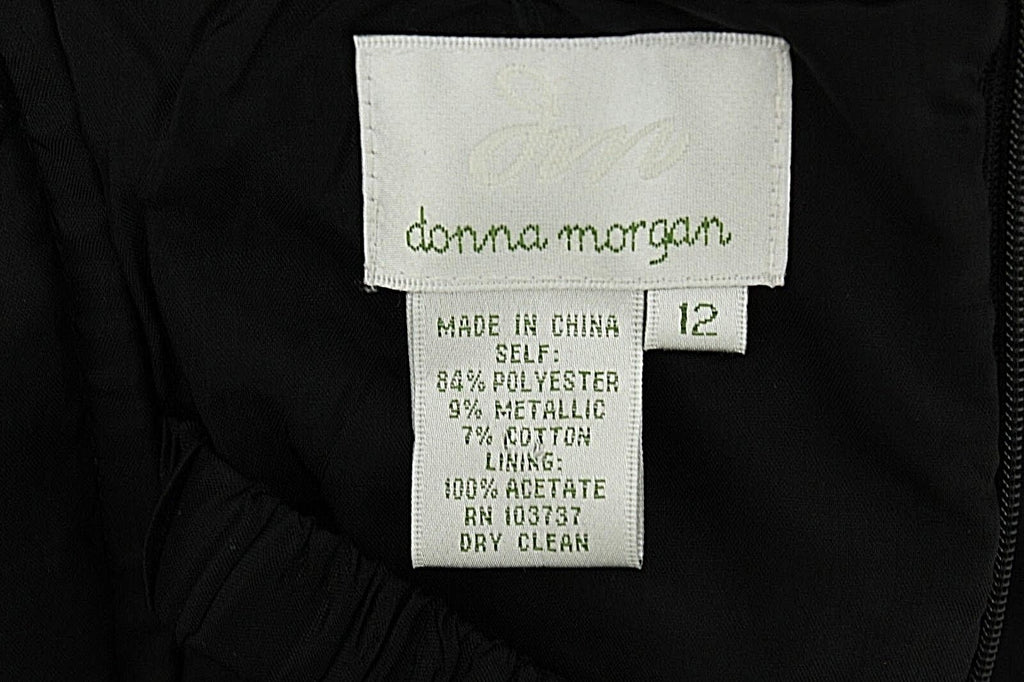 dm
donna morgan
12
MADE IN CHINA
SELF:
84% POLYESTER
9% METALLIC
7% COTTON
LINING:
100% ACETATE
RN 103737
DRY CLEAN